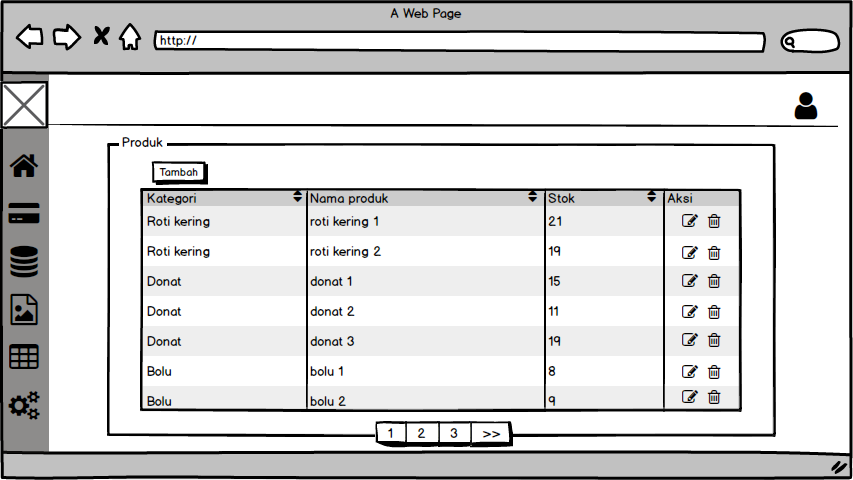 A Web Page
http://
Produk
Tambah
Kategori Nama produk Stok Aksi
Roti kering roti kering 1 21
Roti kering roti kering 2 19
Donat donat 1 15
Donat donat 2 11
Donat donat 3 19
Bolu bolu 1 8
Bolu bolu 2 9
1 2 3 >>